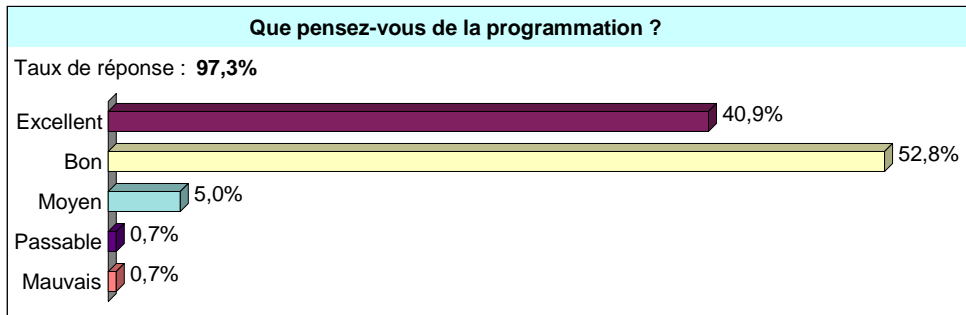 Que pensez-vous de la programmation ?
Taux de réponse : 97,3%
Excellent 40,9%
Bon 52,8%
Moyen 5,0%
Passable 0,7%
Mauvais 0,7%